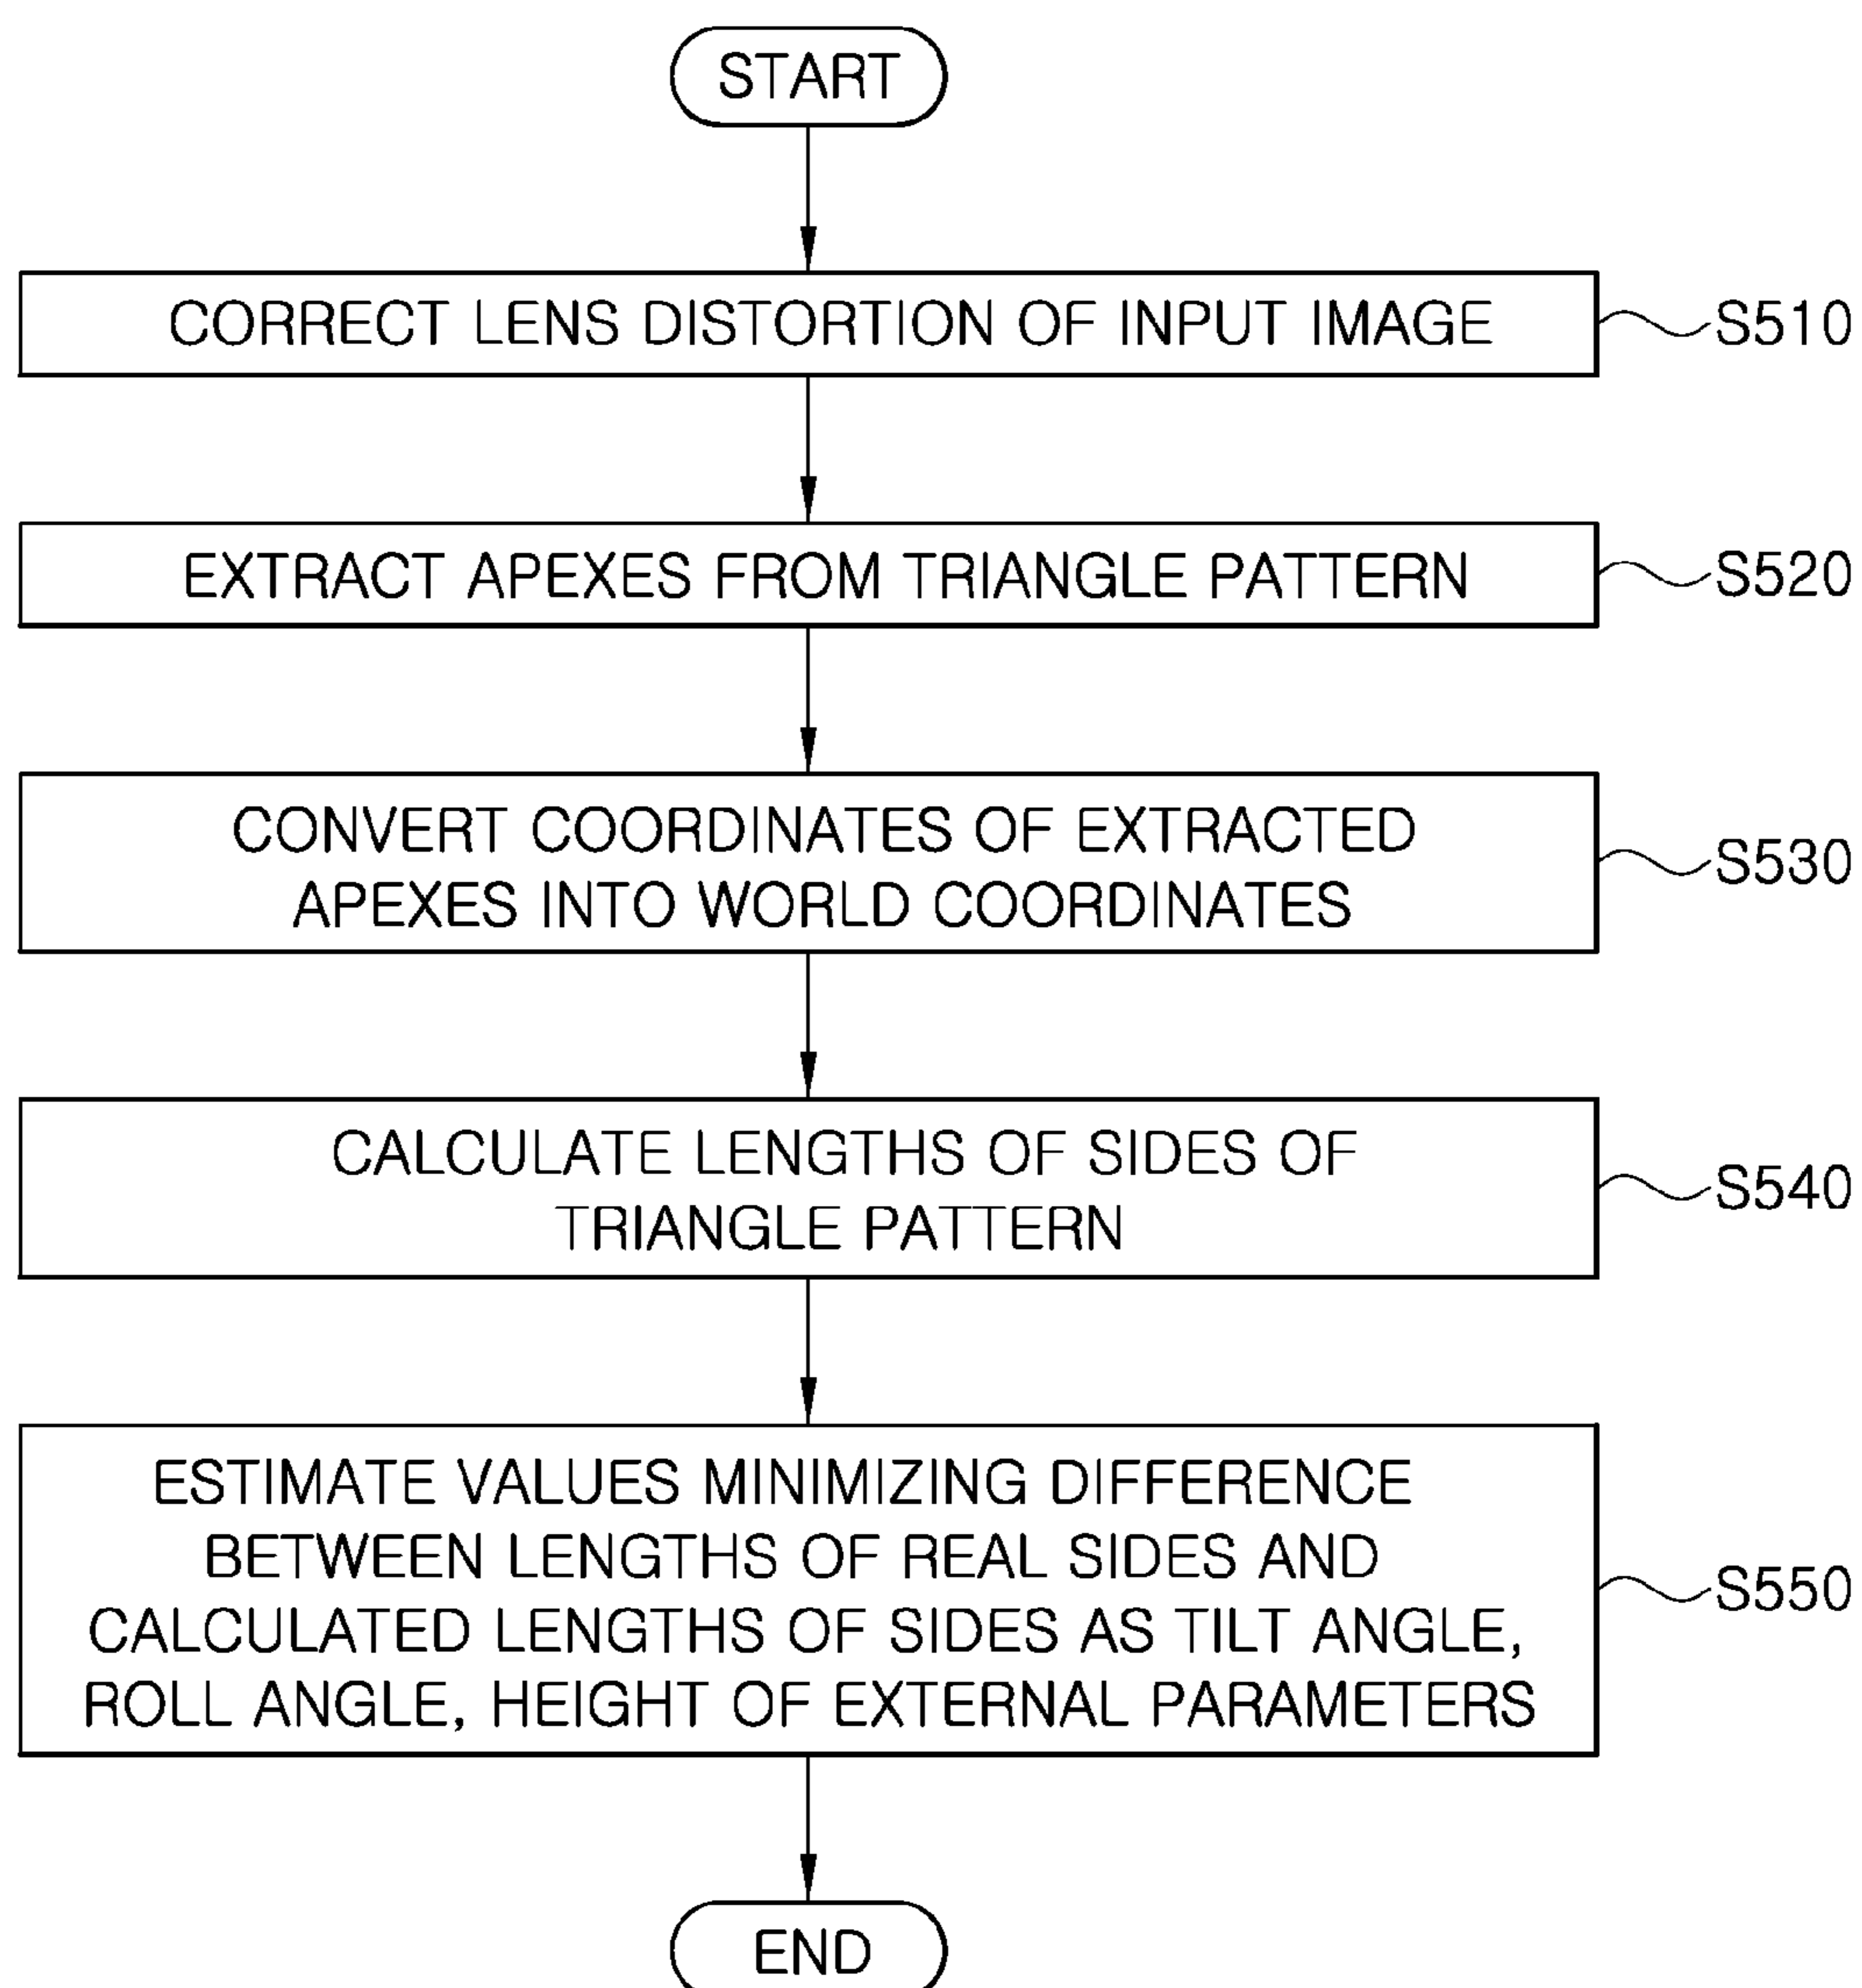 START
CORRECT LENS DISTORTION OF INPUT IMAGE
S510
EXTRACT APEXES FROM TRIANGLE PATTERN
S520
CONVERT COORDINATES OF EXTRACTED
APEXES INTO WORLD COORDINATES
S530
CALCULATE LENGTHS OF SIDES OF
TRIANGLE PATTERN
S540
ESTIMATE VALUES MINIMIZING DIFFERENCE
BETWEEN LENGTHS OF REAL SIDES AND
CALCULATED LENGTHS OF SIDES AS TILT ANGLE,
ROLL ANGLE, HEIGHT OF EXTERNAL PARAMETERS
S550
END